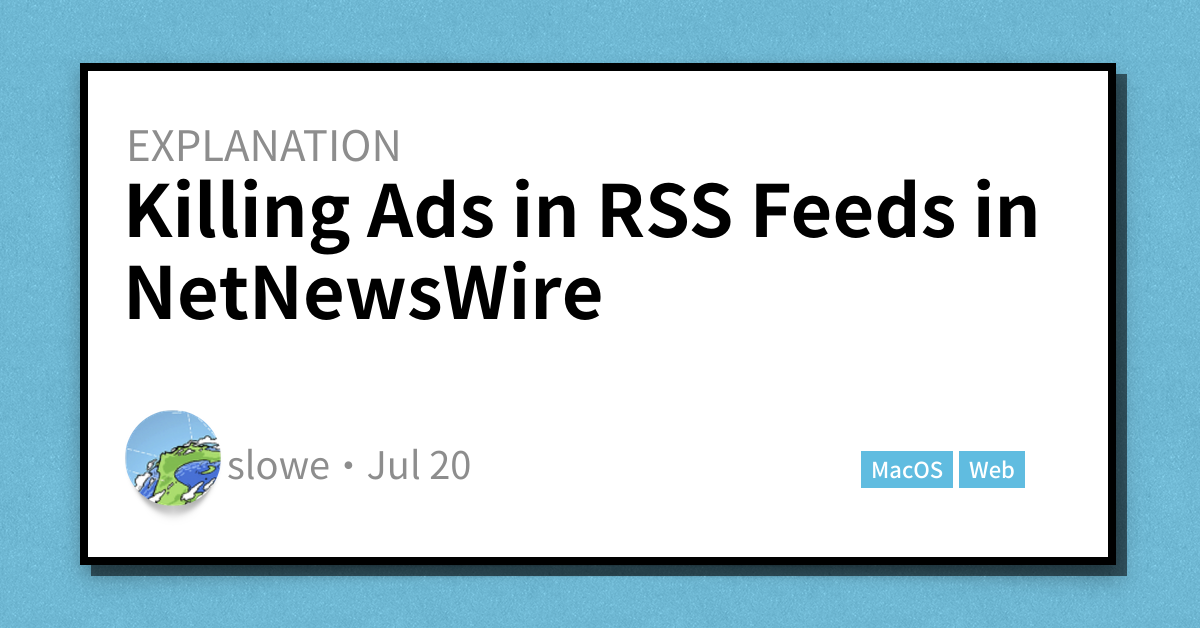 EXPLANATION
Killing Ads in RSS Feeds in
NetNewsWire
slowe • Jul 20
MacOS Web